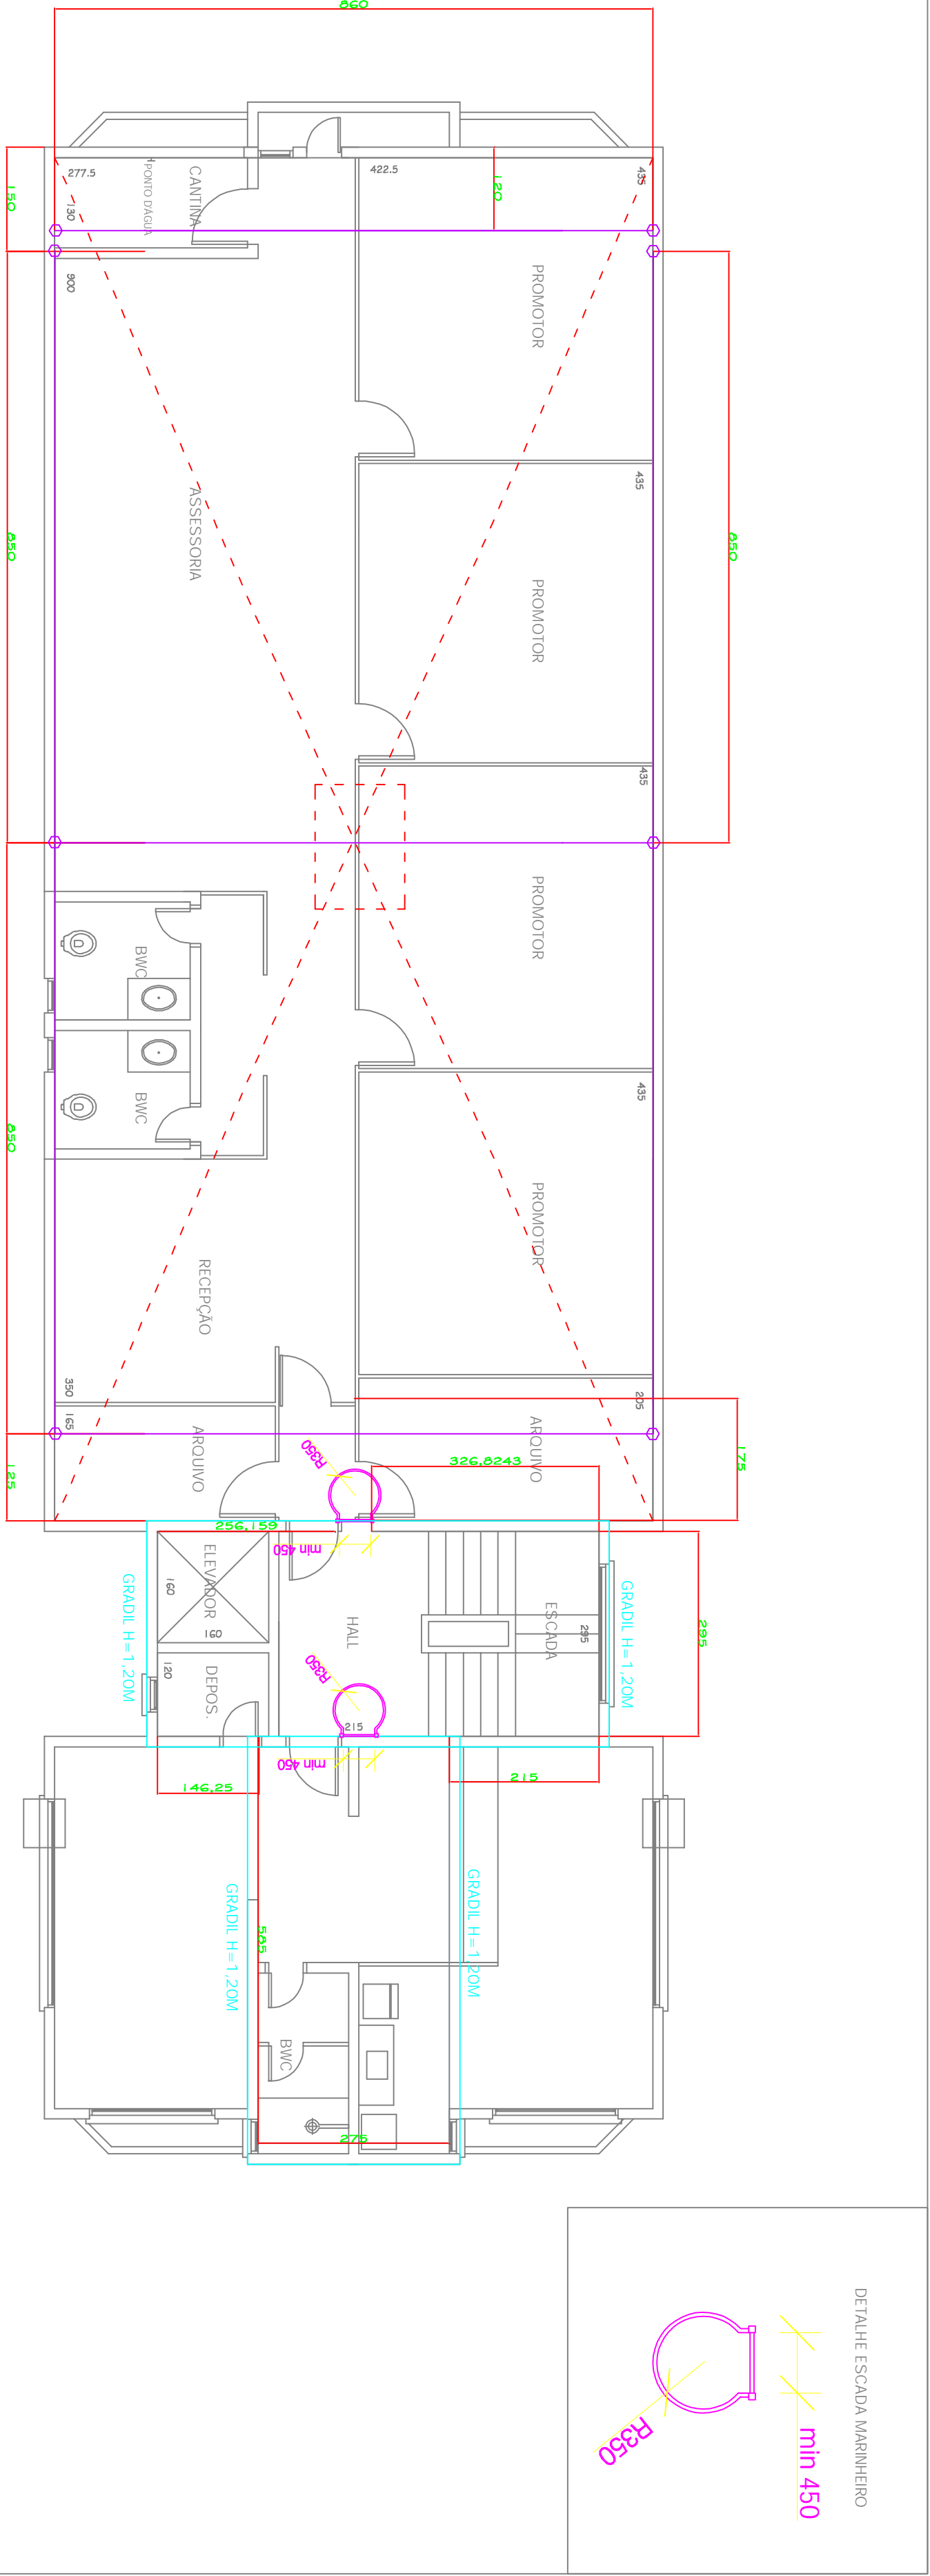 860
150
120
277.5
130
PONTO D'ÁGUA
CANTINA
422.5
435
PROMOTOR
900
850
850
ASSESSORIA
435
PROMOTOR
435
PROMOTOR
BWC
BWC
435
850
PROMOTOR
RECEPÇÃO
350
165
205
ARQUIVO
ARQUIVO
175
125
R350
326,8243
256,159
min 450
ELEVADOR
160
160
GRADIL H=1,20M
HALL
ESCADA
295
GRADIL H=1,20M
295
120
DEPOS.
R350
215
min 450
146,25
215
GRADIL H=1,20M
GRADIL H=1,20M
585
BWC
275
DETALHE ESCADA MARINHEIRO
min 450
R350